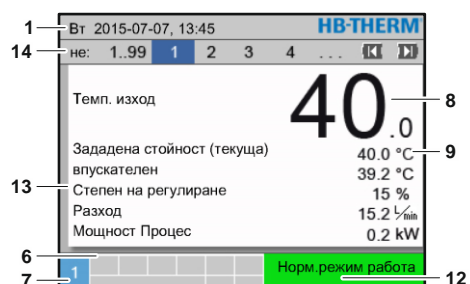 1 Вт 2015-07-07, 13:45 HB-THERM
14 не: 1..99 1 2 3 4 ...
Темп. изход 40.0 8
Зададена стойност (текуща) 40.0 °C 9
впускателен 39.2 °C
13 Степен на регулиране 15 %
Разход 15.2 L/min
Мощност Процес 0.2 kW
6
7 1 Норм.режим работа 12